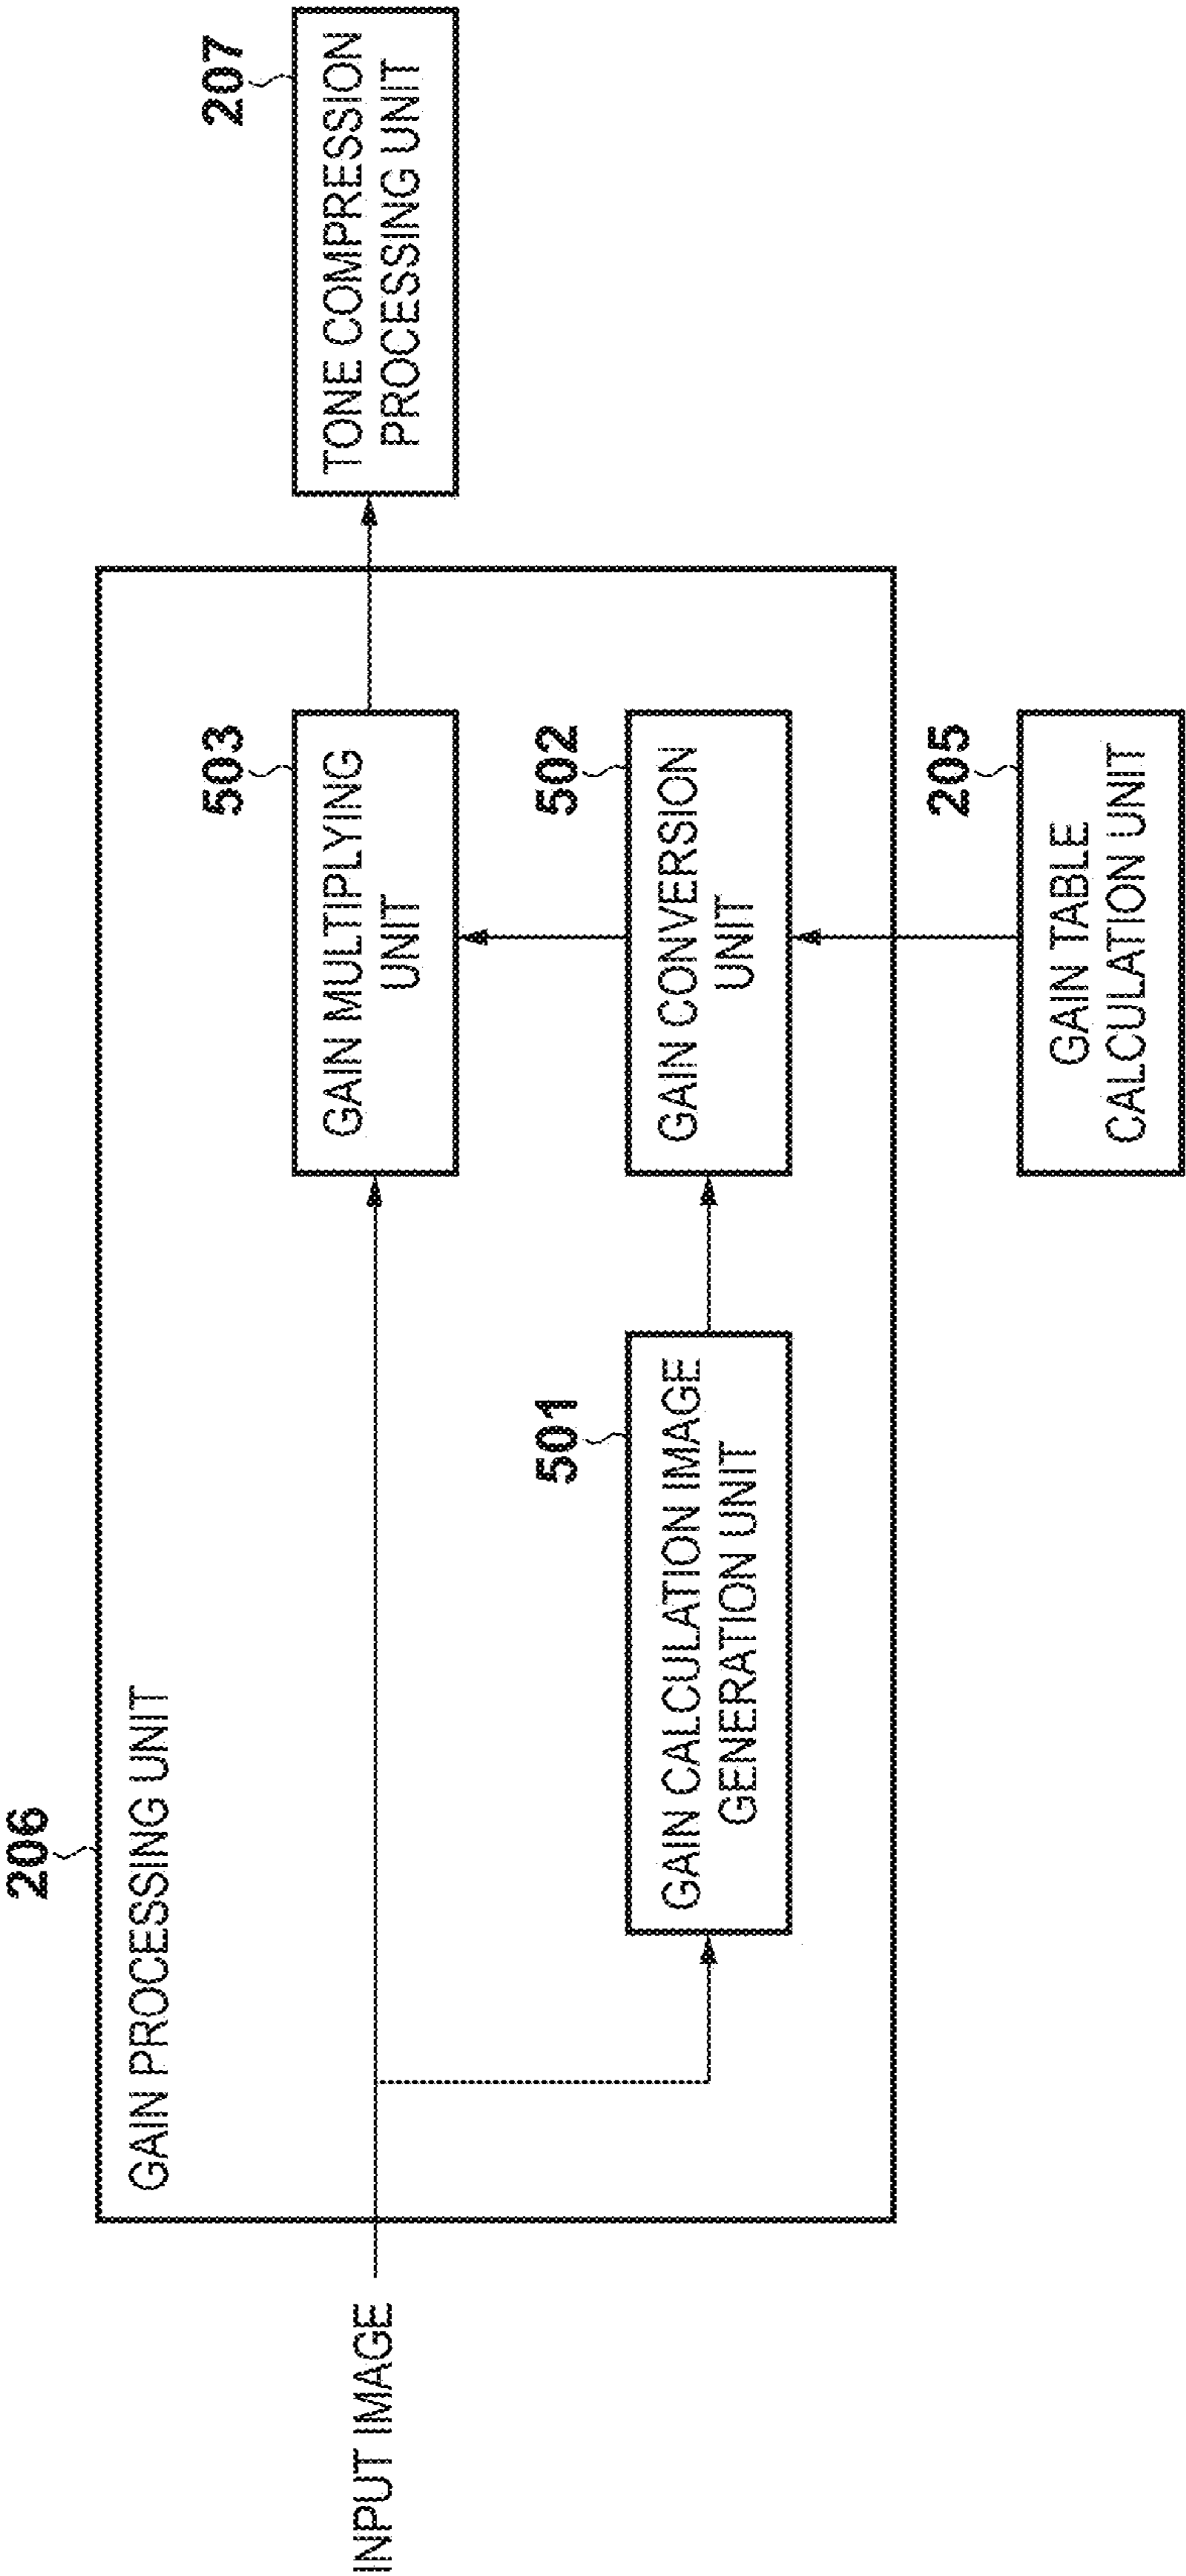 206
GAIN PROCESSING UNIT
INPUT IMAGE
503
GAIN MULTIPLYING
UNIT
207
TONE COMPRESSION
PROCESSING UNIT
501
GAIN CALCULATION IMAGE
GENERATION UNIT
502
GAIN CONVERSION
UNIT
205
GAIN TABLE
CALCULATION UNIT